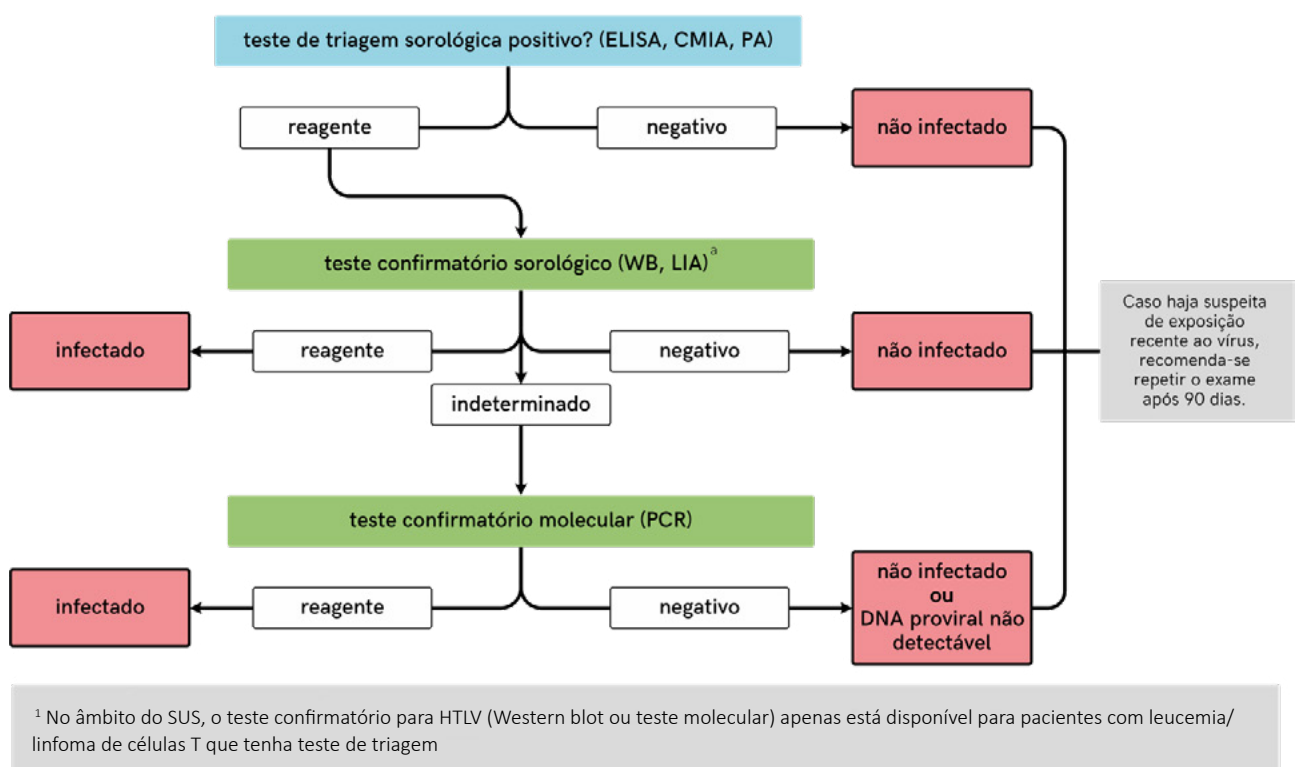 teste de triagem sorológica positivo? (ELISA, CMIA, PA)
reagente
negativo
não infectado
teste confirmatório sorológico (WB, LIA)ᵃ
infectado
reagente
negativo
não infectado
indeterminado
Caso haja suspeita
de exposição
recente ao vírus,
recomenda-se
repetir o exame
após 90 dias.
teste confirmatório molecular (PCR)
infectado
reagente
negativo
não infectado
ou
DNA proviral não
detectável
¹ No âmbito do SUS, o teste confirmatório para HTLV (Western blot ou teste molecular) apenas está disponível para pacientes com leucemia/
linfoma de células T que tenha teste de triagem